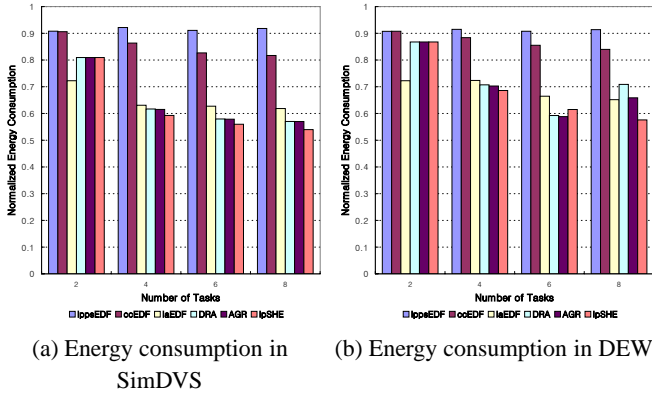 1
0.9
0.8
0.7
0.6
0.5
0.4
0.3
0.2
0.1
0
Normalized Energy Consumption
2 4 6 8
Number of Tasks
lppsEDF ccEDF laEDF DRA AGR lpSHE
(a) Energy consumption in
SimDVS
1
0.9
0.8
0.7
0.6
0.5
0.4
0.3
0.2
0.1
0
Normalized Energy Consumption
2 4 6 8
Number of Tasks
lppsEDF ccEDF laEDF DRA AGR lpSHE
(b) Energy consumption in DEW